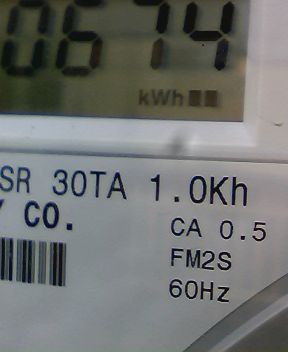 0674
kWh
SR 30TA 1.0Kh
Y CO.
CA 0.5
FM2S
60Hz